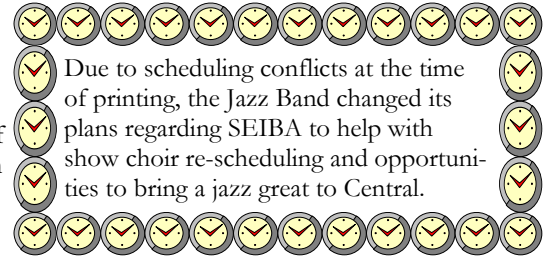 Due to scheduling conflicts at the time
of printing, the Jazz Band changed its
plans regarding SEIBA to help with
show choir re-scheduling and opportuni-
ties to bring a jazz great to Central.